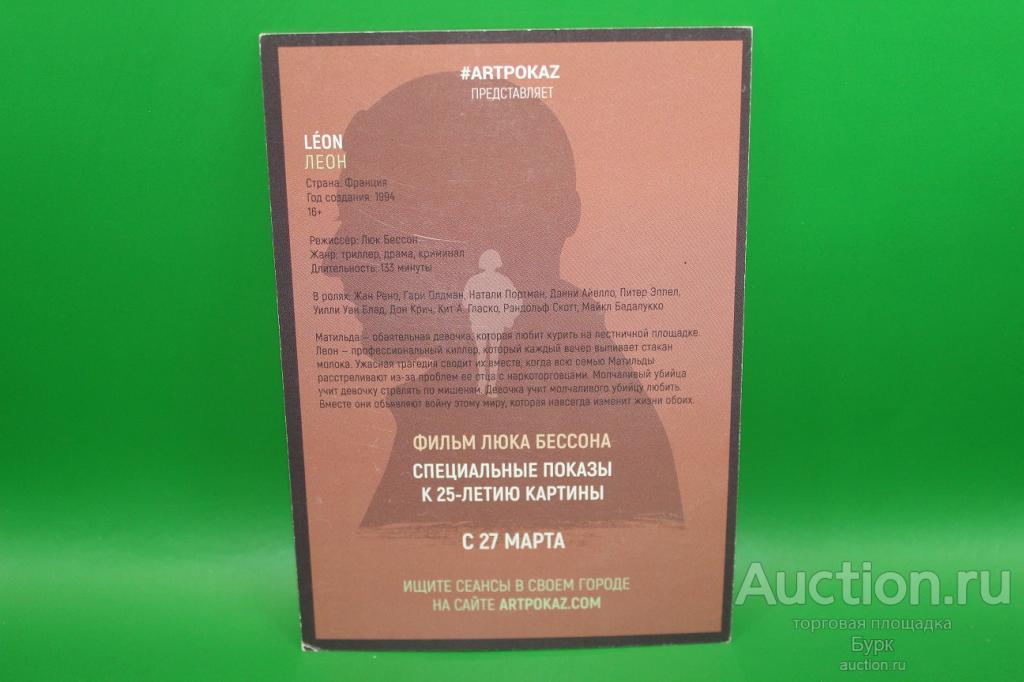 #ARTPOKAZ
ПРЕДСТАВЛЯЕТ
LÉON
ЛЕОН
Страна: Франция
Год создания: 1994
16+
Режиссер: Люк Бессон
Жанр: триллер, драма, криминал
Длительность: 133 минуты
В ролях: Жан Рено, Гари Олдман, Натали Портман, Данни Айелло, Питер Эппел,
Уилли Уан Блад, Дон Крич, Кит А. Гласко, Рэндольф Скотт, Майкл Бадалукко
Матильда – обаятельная девочка, которая любит курить на лестничной площадке.
Леон – профессиональный киллер, который каждый вечер выпивает стакан
молока. Ужасная трагедия сводит их вместе, когда всю семью Матильды
расстреливают из-за проблем ее отца с наркоторговцами. Молчаливый убийца
учит девочку стрелять по мишеням. Девочка учит молчаливого убийцу любить.
Вместе они объявляют войну этому миру, которая навсегда изменит жизни обоих.
ФИЛЬМ ЛЮКА БЕССОНА
СПЕЦИАЛЬНЫЕ ПОКАЗЫ
К 25-ЛЕТИЮ КАРТИНЫ
С 27 МАРТА
ИЩИТЕ СЕАНСЫ В СВОЕМ ГОРОДЕ
НА САЙТЕ ARTPOKAZ.COM
Auction.ru
торговая площадка
Бурк
auction.ru